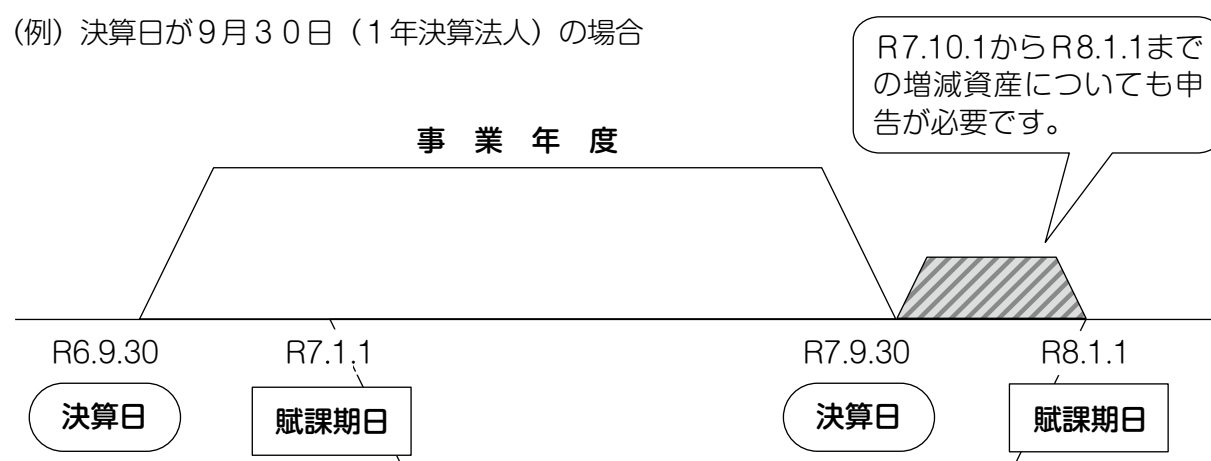 (例) 決算日が9月30日(1年決算法人)の場合
R7.10.1からR8.1.1まで
の増減資産についても申
告が必要です。
事業年度
R6.9.30 R7.1.1 R7.9.30 R8.1.1
決算日 賦課期日 決算日 賦課期日